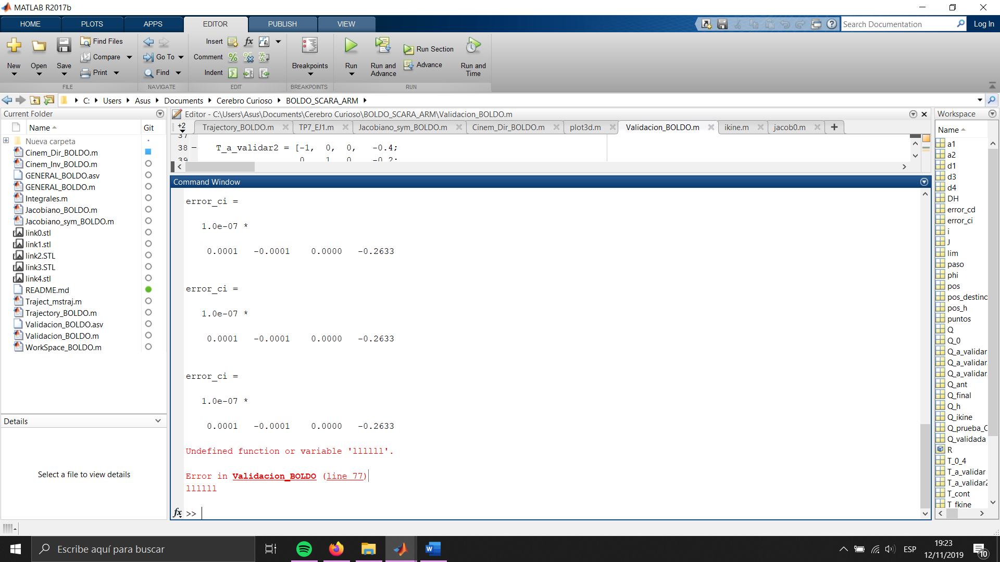 MATLAB R2017b
HOME PLOTS APPS EDITOR PUBLISH VIEW
Search Documentation Log In
New Open Save Find Files Compare Print
FILE
Go To Find
NAVIGATE
Insert fx Comment Indent
EDIT
Breakpoints
BREAKPOINTS
Run Run and Advance Run Section Advance Run and Time
RUN
C: Users Asus Documents Cerebro Curioso BOLDO_SCARA_ARM
Current Folder
Name Git
Nueva carpeta
Cinem_Dir_BOLDO.m
Cinem_Inv_BOLDO.m
GENERAL_BOLDO.asv
GENERAL_BOLDO.m
Integrales.m
Jacobiano_BOLDO.m
Jacobiano_sym_BOLDO.m
link0.stl
link1.stl
link2.STL
link3.STL
link4.stl
README.md
Traject_mstraj.m
Trajectory_BOLDO.m
Validacion_BOLDO.asv
Validacion_BOLDO.m
WorkSpace_BOLDO.m
Details
Select a file to view details
Editor - C:\Users\Asus\Documents\Cerebro Curioso\BOLDO_SCARA_ARM\Validacion_BOLDO.m
+2 Trajectory_BOLDO.m TP7_EJ1.m Jacobiano_sym_BOLDO.m Cinem_Dir_BOLDO.m plot3d.m Validacion_BOLDO.m ikine.m jacob0.m
37
38 – T_a_validar2 = [-1, 0, 0, -0.4;
39 0 1 0 -0.2;
Command Window
error_ci =
1.0e-07 *
0.0001 -0.0001 0.0000 -0.2633
error_ci =
1.0e-07 *
0.0001 -0.0001 0.0000 -0.2633
error_ci =
1.0e-07 *
0.0001 -0.0001 0.0000 -0.2633
Undefined function or variable 'llllll'.
Error in Validacion_BOLDO (line 77)
llllll
fx >>
Workspace
Name
a1
a2
d1
d3
d4
DH
error_cd
error_ci
i
J
lim
paso
phi
pos
pos_destino
pos_h
puntos
Q
Q_0
Q_a_validar
Q_a_validar
Q_a_validar
Q_ant
Q_final
Q_h
Q_ikine
Q_prueba_C
Q_validada
R
T_0_4
T_a_validar
T_a_validar2
T_cont
T_fkine
Escribe aquí para buscar
ESP
19:23
12/11/2019
10